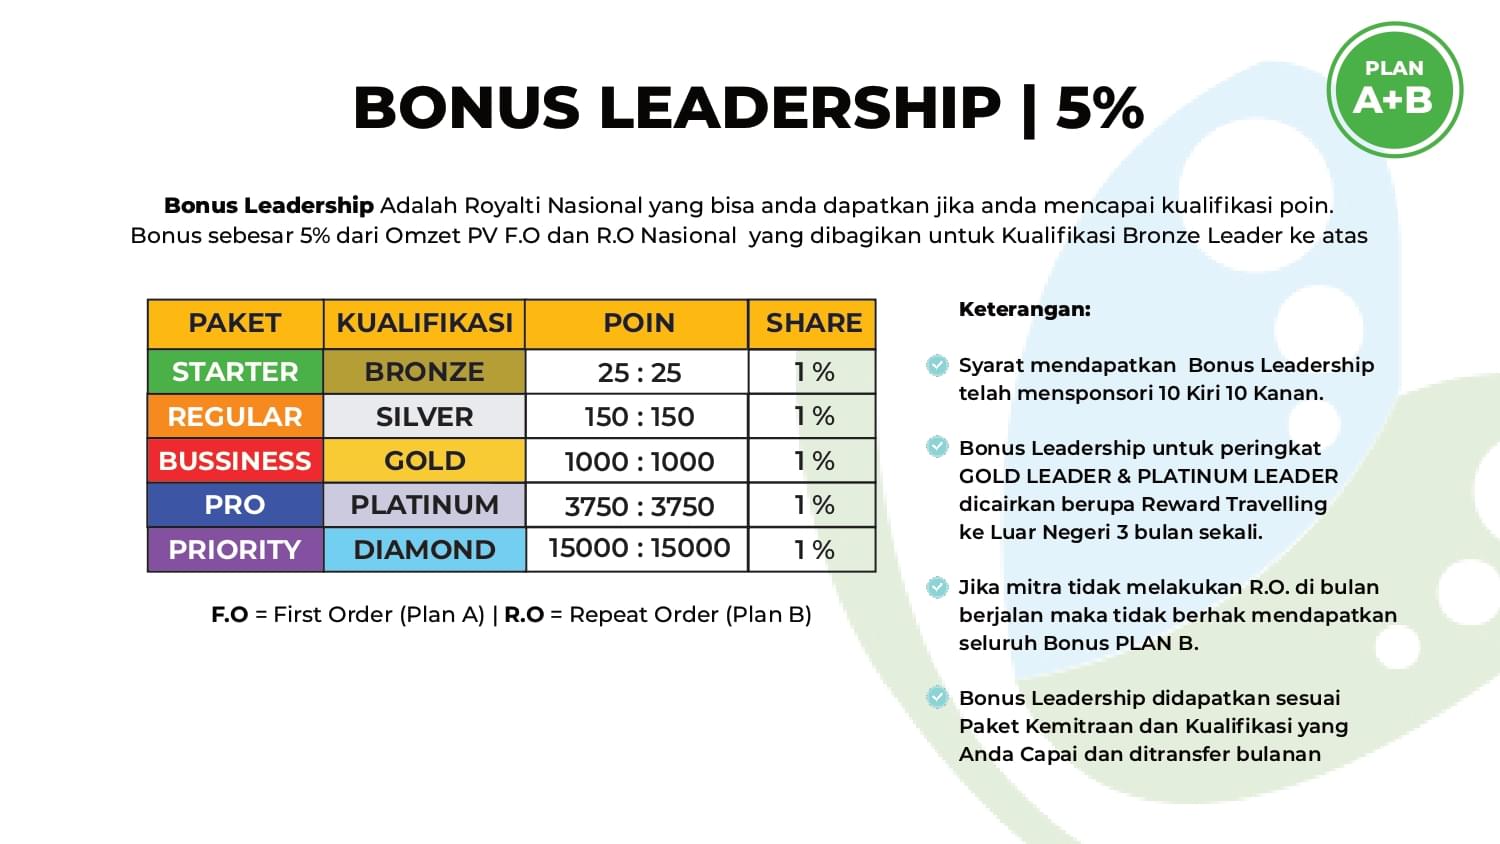 PLAN
A+B
BONUS LEADERSHIP | 5%
Bonus Leadership Adalah Royalti Nasional yang bisa anda dapatkan jika anda mencapai kualifikasi poin.
Bonus sebesar 5% dari Omzet PV F.O dan R.O Nasional yang dibagikan untuk Kualifikasi Bronze Leader ke atas
PAKET KUALIFIKASI POIN SHARE
STARTER BRONZE 25 : 25 1 %
REGULAR SILVER 150 : 150 1 %
BUSSINESS GOLD 1000 : 1000 1 %
PRO PLATINUM 3750 : 3750 1 %
PRIORITY DIAMOND 15000 : 15000 1 %
F.O = First Order (Plan A) | R.O = Repeat Order (Plan B)
Keterangan:
Syarat mendapatkan Bonus Leadership
telah mensponsori 10 Kiri 10 Kanan.
Bonus Leadership untuk peringkat
GOLD LEADER & PLATINUM LEADER
dicairkan berupa Reward Travelling
ke Luar Negeri 3 bulan sekali.
Jika mitra tidak melakukan R.O. di bulan
berjalan maka tidak berhak mendapatkan
seluruh Bonus PLAN B.
Bonus Leadership didapatkan sesuai
Paket Kemitraan dan Kualifikasi yang
Anda Capai dan ditransfer bulanan